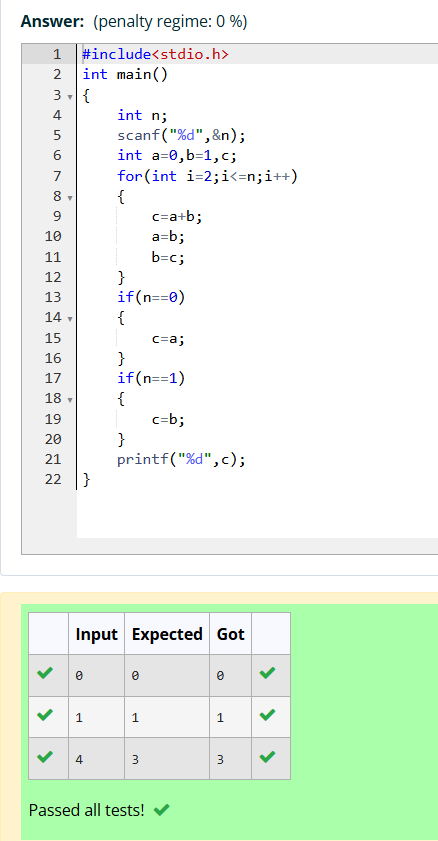 Answer: (penalty regime: 0 %)
1 #include<stdio.h>
2 int main()
3 {
4     int n;
5     scanf("%d",&n);
6     int a=0,b=1,c;
7     for(int i=2;i<=n;i++)
8     {
9         c=a+b;
10         a=b;
11         b=c;
12     }
13     if(n==0)
14     {
15         c=a;
16     }
17     if(n==1)
18     {
19         c=b;
20     }
21     printf("%d",c);
22 }
Input Expected Got
0 0 0
1 1 1
4 3 3
Passed all tests!